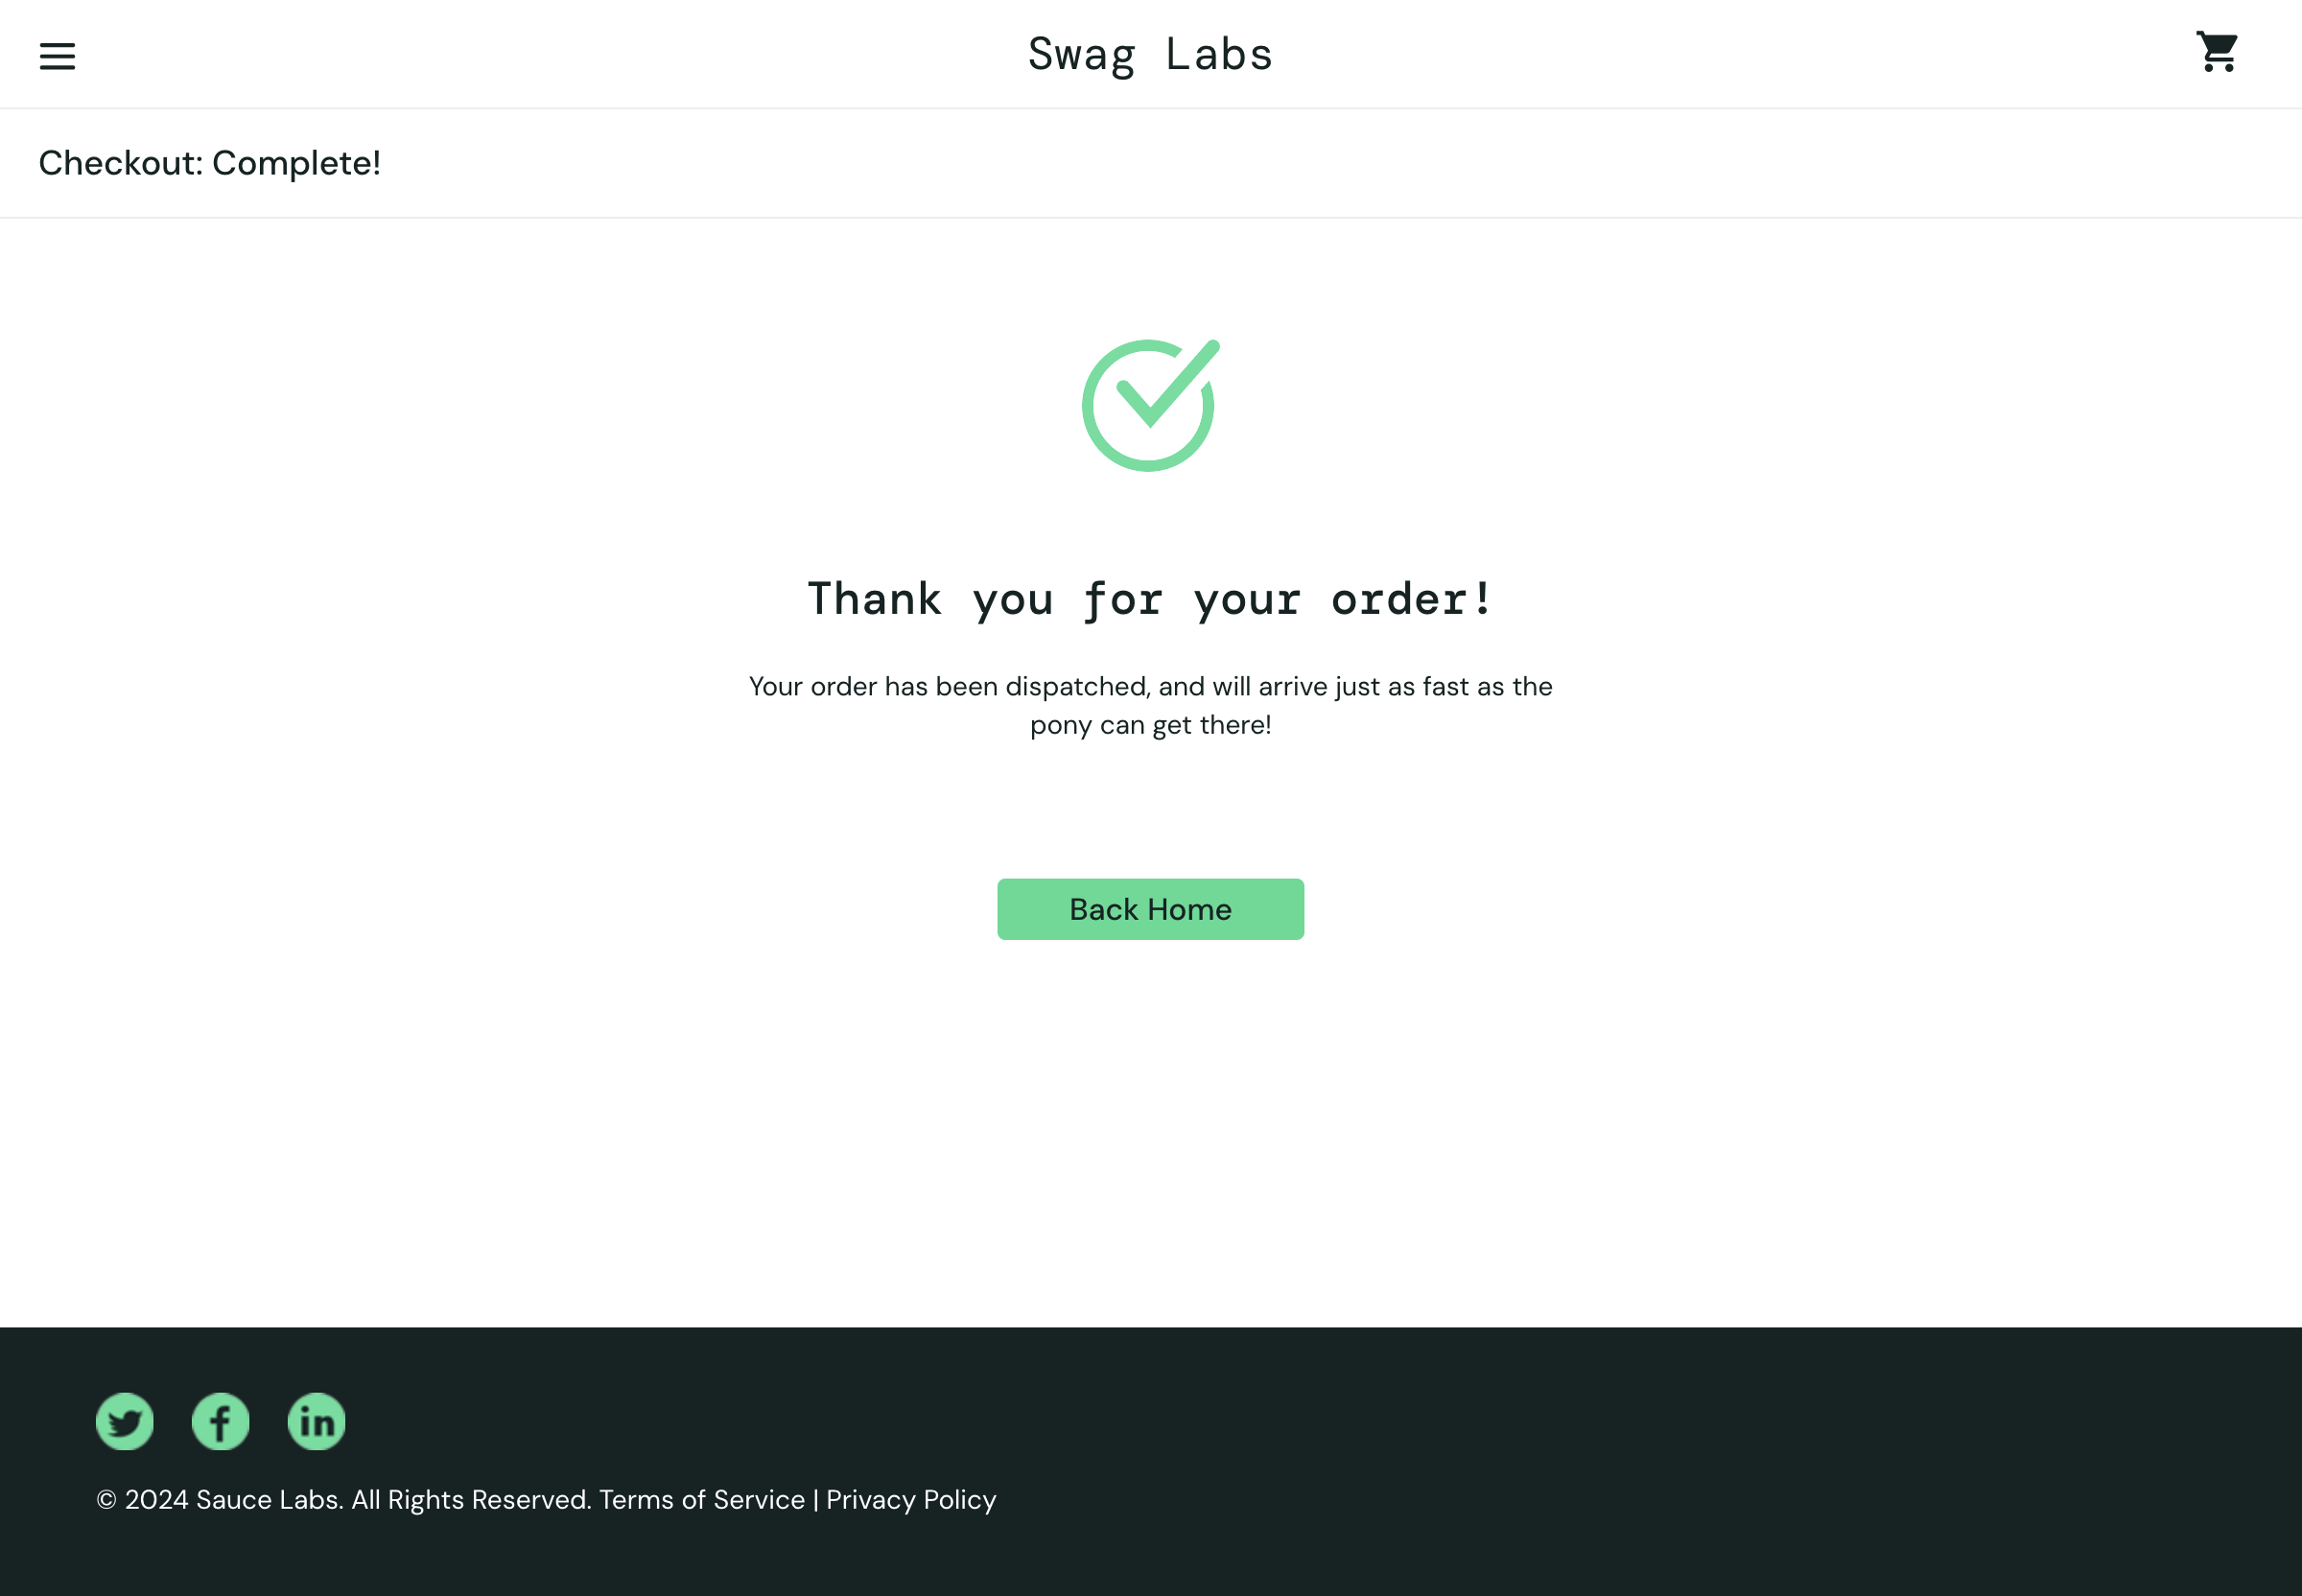 Swag Labs
Checkout: Complete!
Thank you for your order!
Your order has been dispatched, and will arrive just as fast as the
pony can get there!
Back Home
© 2024 Sauce Labs. All Rights Reserved. Terms of Service | Privacy Policy